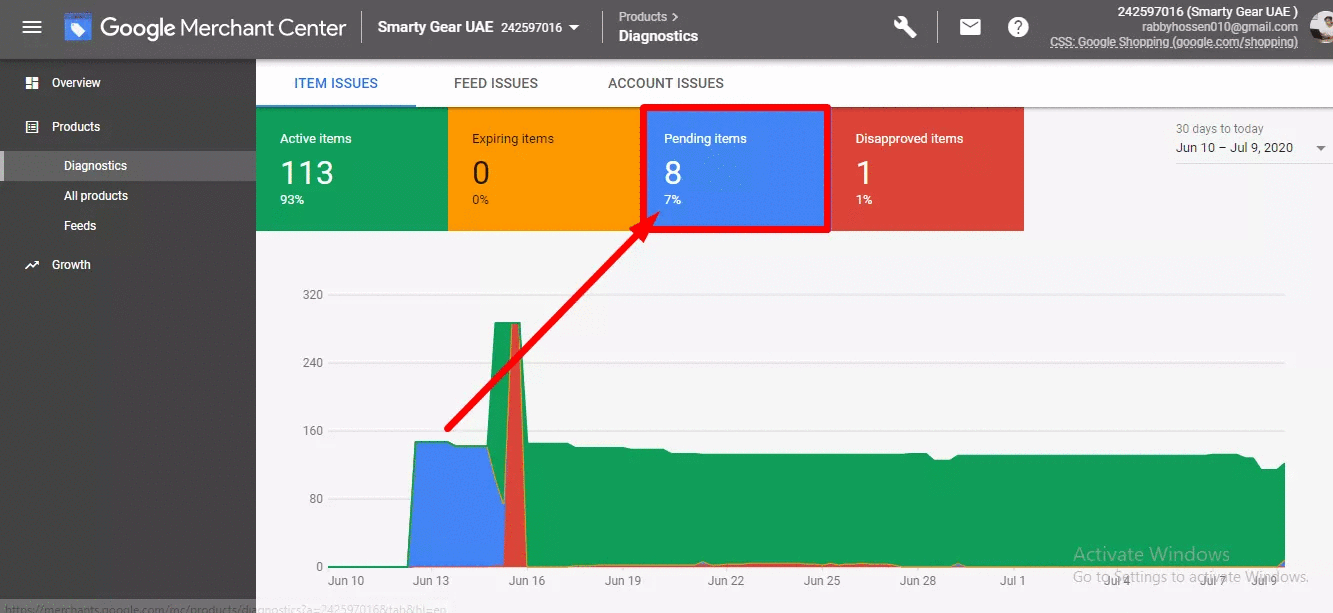 Google Merchant Center
Smarty Gear UAE 242597016
Products >
Diagnostics
242597016 (Smarty Gear UAE )
rabbyhossen010@gmail.com
CSS: Google Shopping (google.com/shopping)
Overview
Products
Diagnostics
All products
Feeds
Growth
ITEM ISSUES FEED ISSUES ACCOUNT ISSUES
Active items
113
93%
Expiring items
0
0%
Pending items
8
7%
Disapproved items
1
1%
30 days to today
Jun 10 – Jul 9, 2020
320
240
160
80
0
Jun 10 Jun 13 Jun 16 Jun 19 Jun 22 Jun 25 Jun 28 Jul 1 Jul 4 Jul 7 Jul 9
Activate Windows
Go to Settings to activate Windows.
https://merchants.google.com/mc/products/diagnostics?a=242597016&tab&hl=en